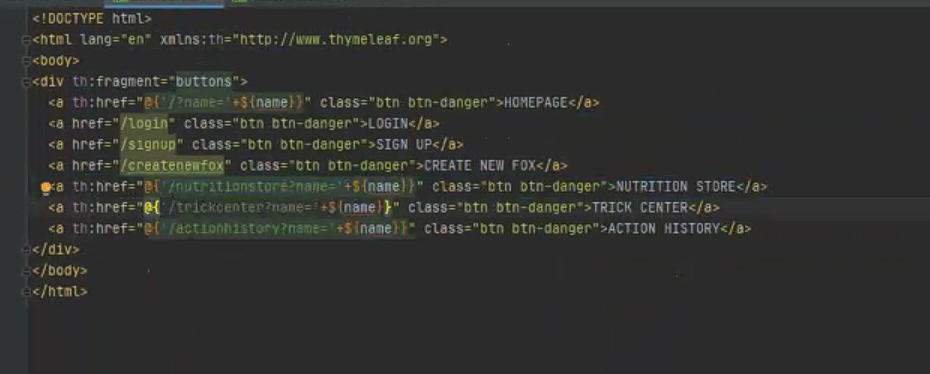 <!DOCTYPE html>
<html lang="en" xmlns:th="http://www.thymeleaf.org">
<body>
<div th:fragment="buttons">
<a th:href="@{'/?name='+${name}}" class="btn btn-danger">HOMEPAGE</a>
<a href="/login" class="btn btn-danger">LOGIN</a>
<a href="/signup" class="btn btn-danger">SIGN UP</a>
<a href="/createnewfox" class="btn btn-danger">CREATE NEW FOX</a>
<a th:href="@{'/nutritionstore?name='+${name}}" class="btn btn-danger">NUTRITION STORE</a>
<a th:href="@{'/trickcenter?name='+${name}}" class="btn btn-danger">TRICK CENTER</a>
<a th:href="@{'/actionhistory?name='+${name}}" class="btn btn-danger">ACTION HISTORY</a>
</div>
</body>
</html>